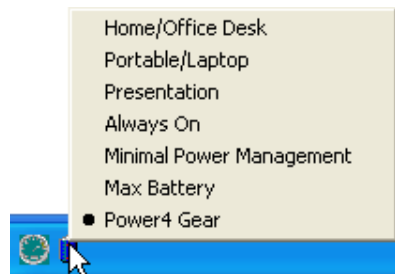 Home/Office Desk
Portable/Laptop
Presentation
Always On
Minimal Power Management
Max Battery
Power4 Gear